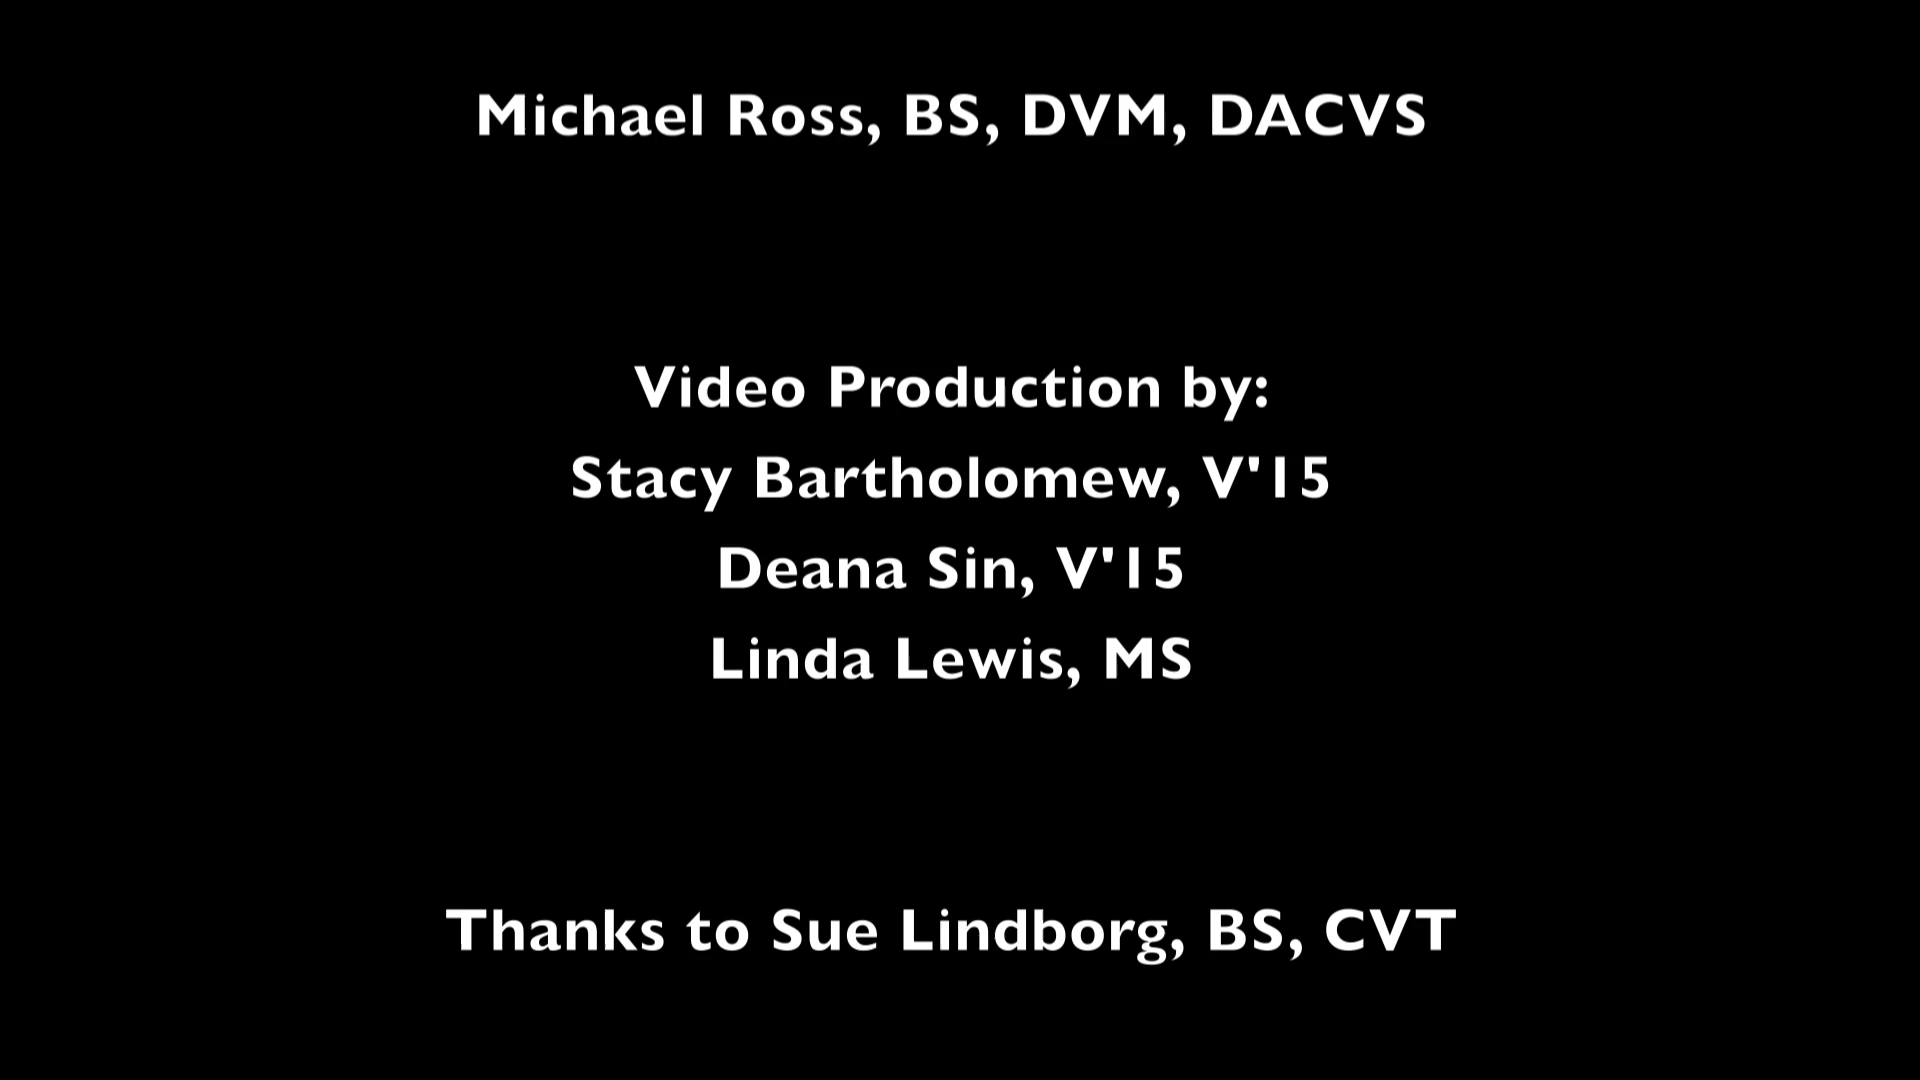 Michael Ross, BS, DVM, DACVS
Video Production by:
Stacy Bartholomew, V'15
Deana Sin, V'15
Linda Lewis, MS
Thanks to Sue Lindborg, BS, CVT